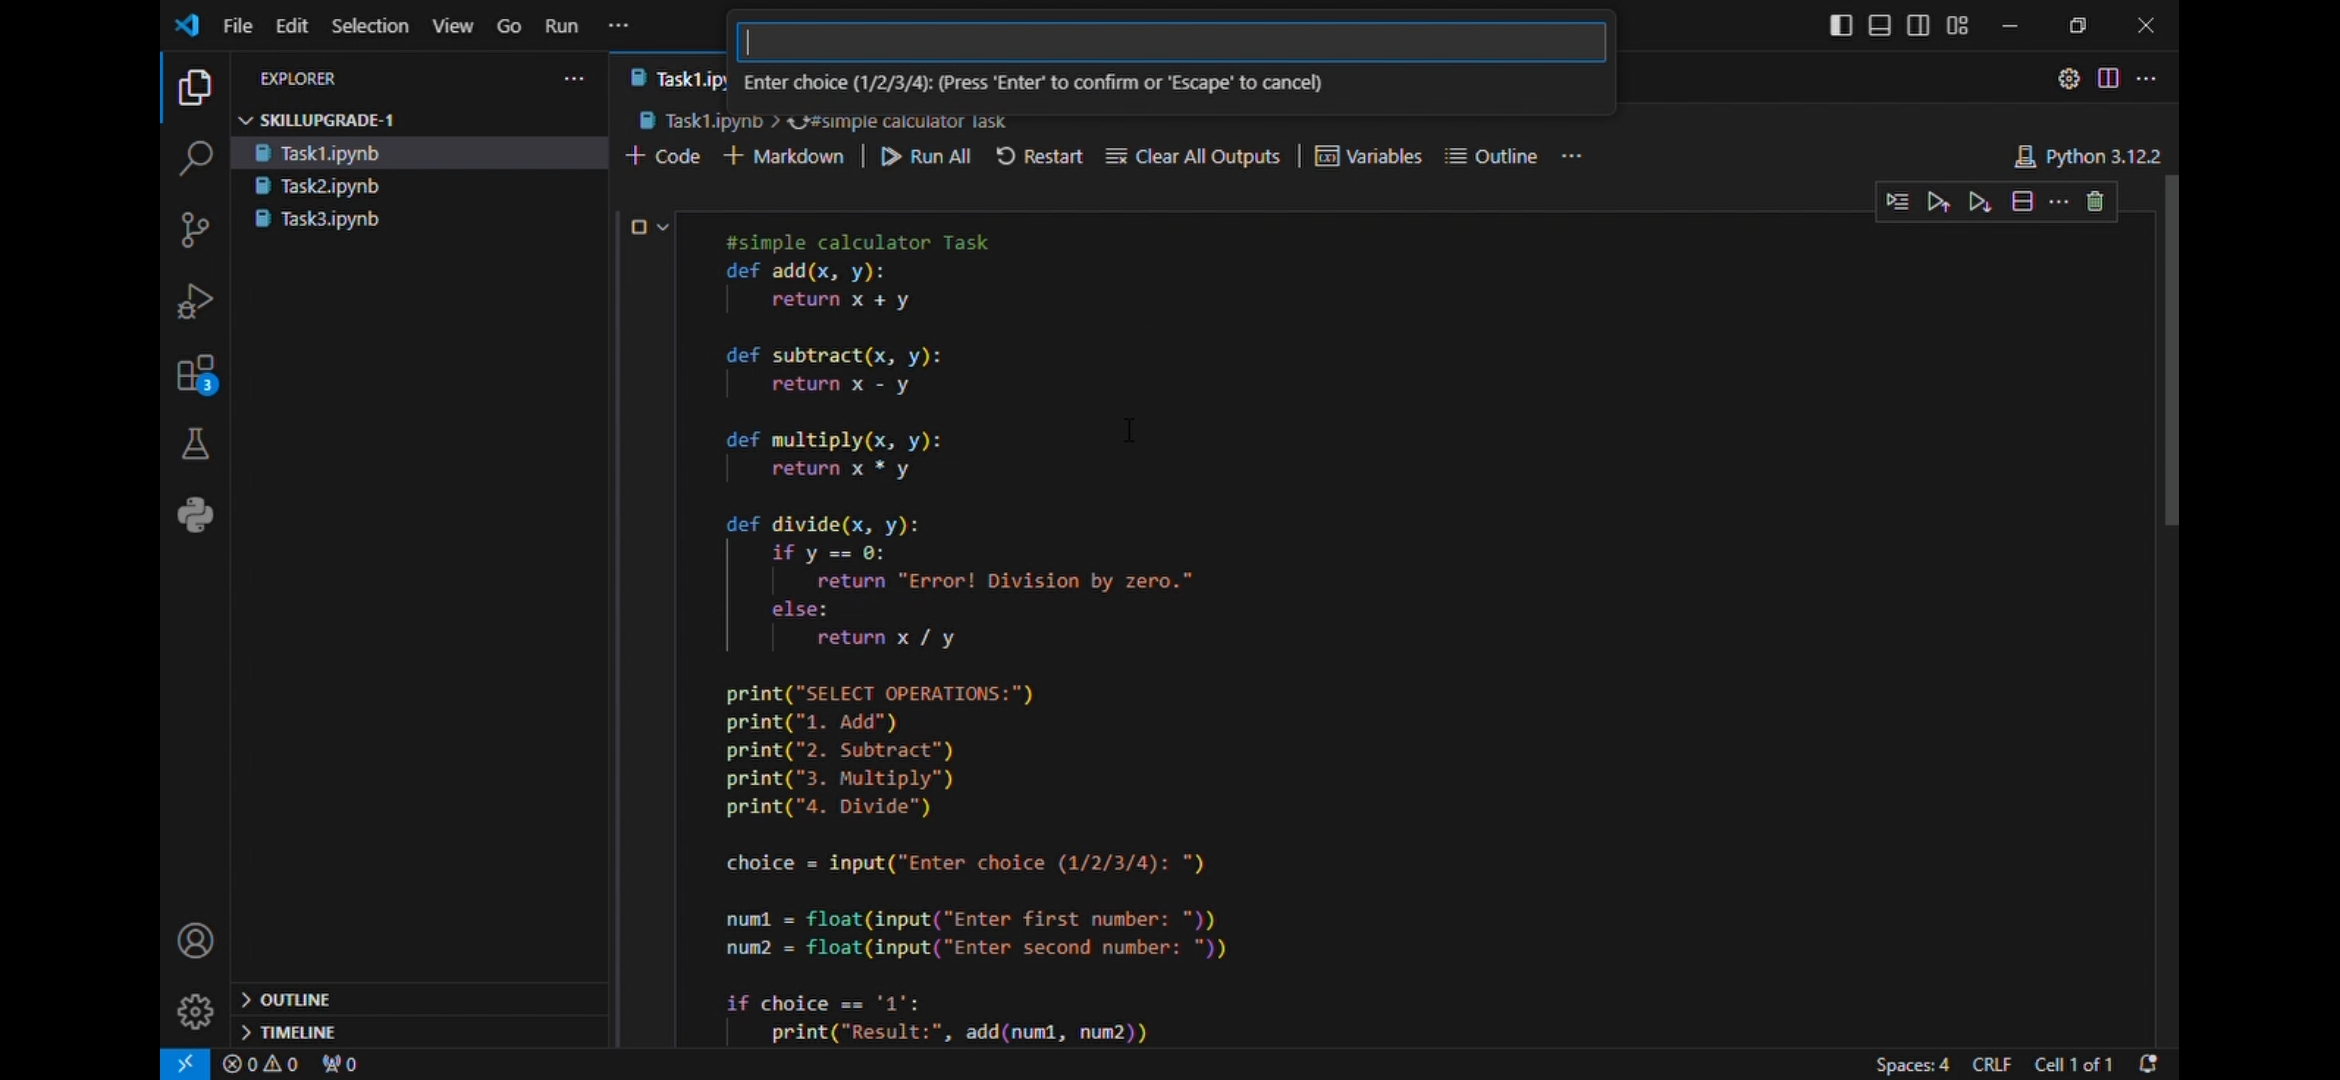 File Edit Selection View Go Run ...
Enter choice (1/2/3/4): (Press 'Enter' to confirm or 'Escape' to cancel)
EXPLORER ...
Task1.ipy
SKILLUPGRADE-1
Task1.ipynb
Task2.ipynb
Task3.ipynb
Task1.ipynb > #simple calculator Task
+ Code + Markdown Run All Restart Clear All Outputs Variables Outline ...
Python 3.12.2
#simple calculator Task
def add(x, y):
    return x + y
def subtract(x, y):
    return x - y
def multiply(x, y):
    return x * y
def divide(x, y):
    if y == 0:
        return "Error! Division by zero."
    else:
        return x / y
print("SELECT OPERATIONS:")
print("1. Add")
print("2. Subtract")
print("3. Multiply")
print("4. Divide")
choice = input("Enter choice (1/2/3/4): ")
num1 = float(input("Enter first number: "))
num2 = float(input("Enter second number: "))
if choice == '1':
    print("Result:", add(num1, num2))
3
OUTLINE
TIMELINE
0 0 0
Spaces: 4 CRLF Cell 1 of 1